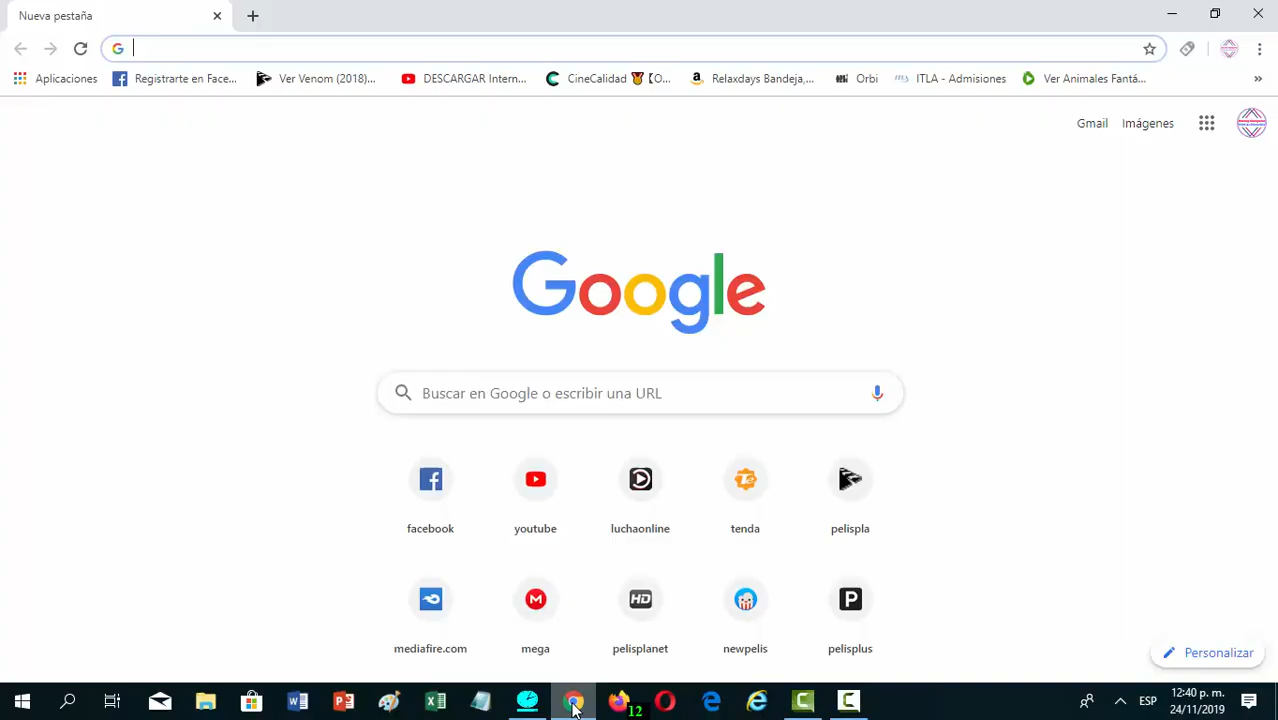 Nueva pestaña
Aplicaciones Registrarte en Face... Ver Venom (2018)... DESCARGAR Intern... CineCalidad 🏅【O... Relaxdays Bandeja,... Orbi ITLA - Admisiones Ver Animales Fantá... »
Gmail Imágenes
Google
Buscar en Google o escribir una URL
facebook youtube luchaonline tenda pelispla
mediafire.com mega pelisplanet newpelis pelisplus
Personalizar
12
ESP
12:40 p. m.
24/11/2019